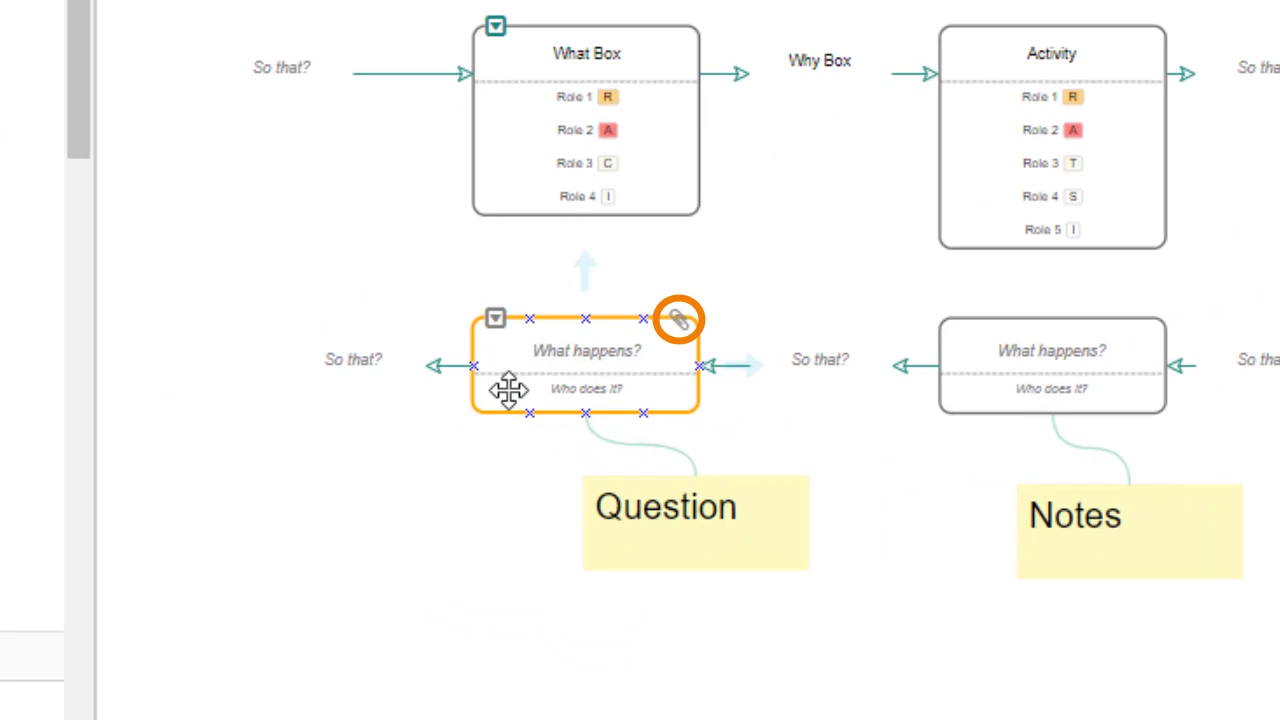 So that?
What Box
Role 1 R
Role 2 A
Role 3 C
Role 4 I
Why Box
Activity
Role 1 R
Role 2 A
Role 3 T
Role 4 S
Role 5 I
So tha
So that?
What happens?
Who does it?
So that?
What happens?
Who does it?
So tha
Question
Notes